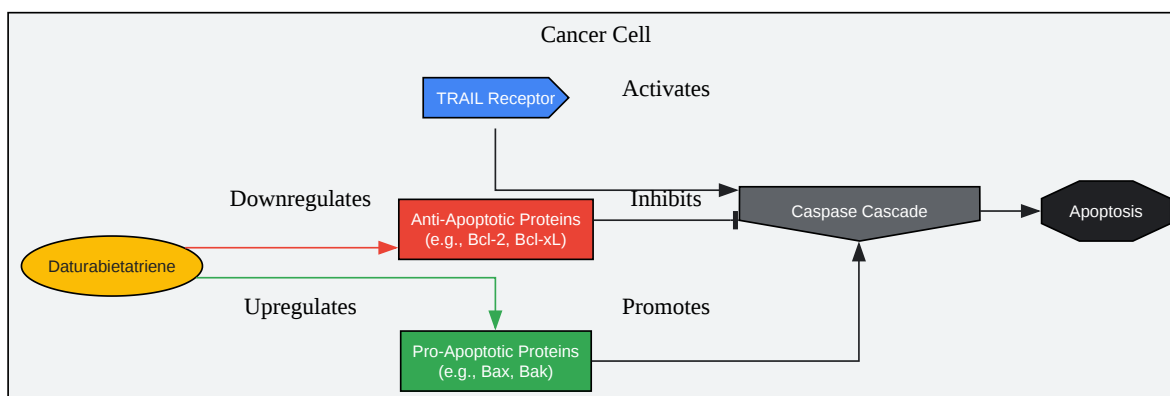 Cancer Cell
TRAIL Receptor
Activates
Downregulates
Anti-Apoptotic Proteins
(e.g., Bcl-2, Bcl-xL)
Inhibits
Caspase Cascade
Apoptosis
Daturabietatriene
Upregulates
Promotes
Pro-Apoptotic Proteins
(e.g., Bax, Bak)